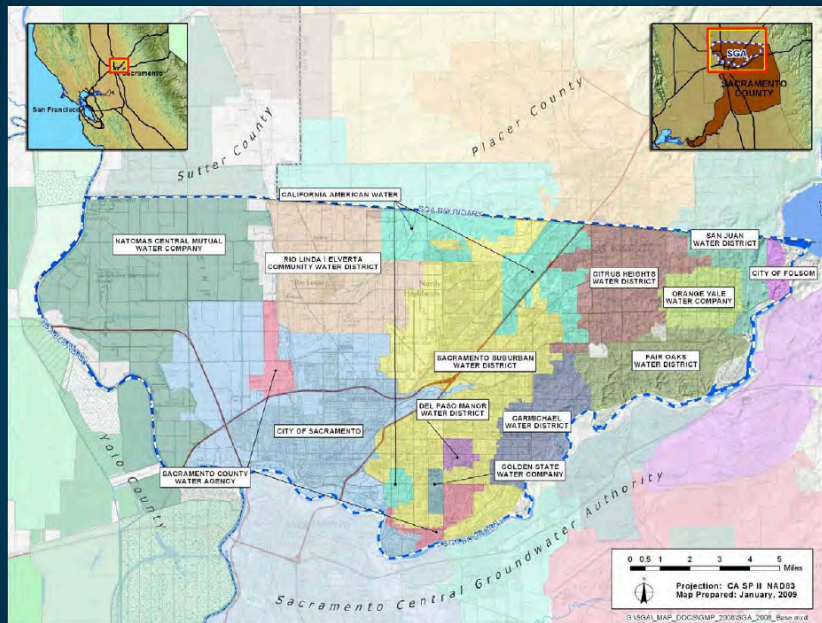 Sacramento
San Francisco
SGA
SACRAMENTO
COUNTY
Sutter County
Placer County
CALIFORNIA AMERICAN WATER
SGA BOUNDARY
NATOMAS CENTRAL MUTUAL
WATER COMPANY
RIO LINDA / ELVERTA
COMMUNITY WATER DISTRICT
SAN JUAN
WATER DISTRICT
CITRUS HEIGHTS
WATER DISTRICT
CITY OF FOLSOM
ORANGE VALE
WATER COMPANY
North
Highlands
SACRAMENTO SUBURBAN
WATER DISTRICT
FAIR OAKS
WATER DISTRICT
DEL PASO MANOR
WATER DISTRICT
CARMICHAEL
WATER DISTRICT
CITY OF SACRAMENTO
GOLDEN STATE
WATER COMPANY
SACRAMENTO COUNTY
WATER AGENCY
Yolo County
Sacramento Central Groundwater Authority
0 0.5 1 2 3 4 5
Miles
Projection: CA SP II NAD83
Map Prepared: January, 2009